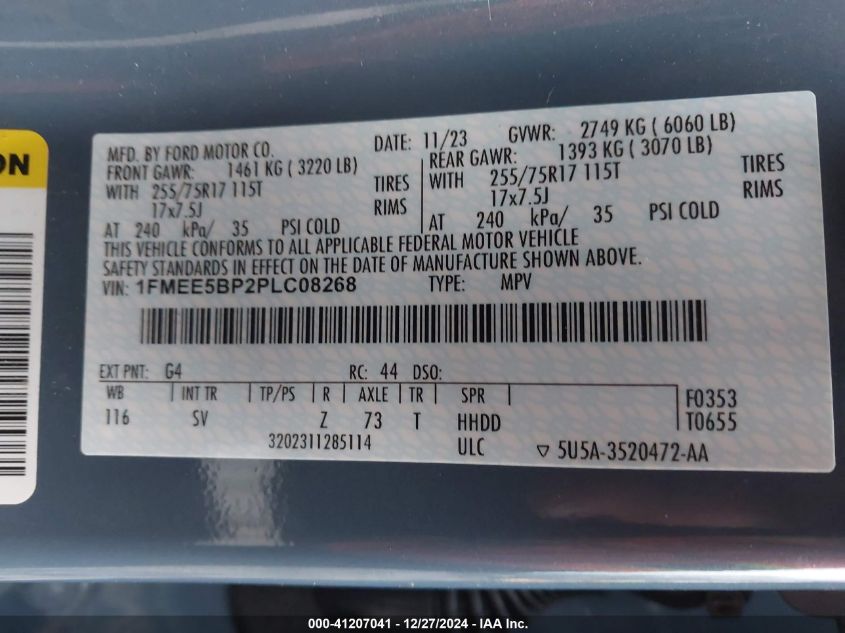 ON
MFD. BY FORD MOTOR CO.
DATE: 11/23 GVWR: 2749 KG ( 6060 LB)
FRONT GAWR: 1461 KG ( 3220 LB)
REAR GAWR: 1393 KG ( 3070 LB)
WITH 255/75R17 115T TIRES
WITH 255/75R17 115T TIRES
17x7.5J RIMS
17x7.5J RIMS
AT 240 kPa/ 35 PSI COLD
AT 240 kPa/ 35 PSI COLD
THIS VEHICLE CONFORMS TO ALL APPLICABLE FEDERAL MOTOR VEHICLE
SAFETY STANDARDS IN EFFECT ON THE DATE OF MANUFACTURE SHOWN ABOVE.
VIN: 1FMEE5BP2PLC08268 TYPE: MPV
EXT PNT: G4 RC: 44 DSO:
WB INT TR TP/PS R AXLE TR SPR F0353
116 SV Z 73 T HHDD T0655
3202311285114 ULC ▽ 5U5A-3520472-AA
000-41207041 - 12/27/2024 - IAA Inc.